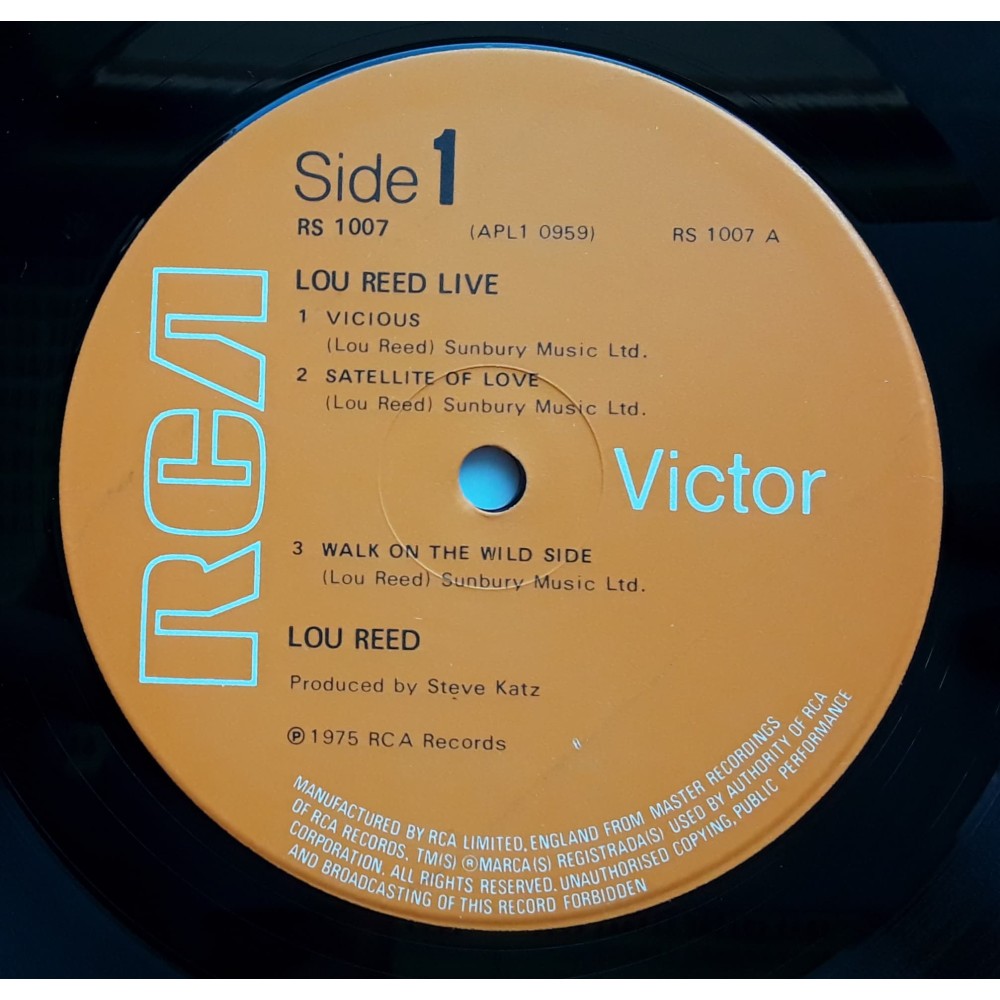 Side 1
RS 1007 (APL1 0959) RS 1007 A
LOU REED LIVE
1 VICIOUS
(Lou Reed) Sunbury Music Ltd.
2 SATELLITE OF LOVE
(Lou Reed) Sunbury Music Ltd.
RCA
Victor
3 WALK ON THE WILD SIDE
(Lou Reed) Sunbury Music Ltd.
LOU REED
Produced by Steve Katz
℗ 1975 RCA Records
MANUFACTURED BY RCA LIMITED, ENGLAND FROM MASTER RECORDINGS
OF RCA RECORDS. TM(S) ® MARCA(S) REGISTRADA(S) USED BY AUTHORITY OF RCA
CORPORATION. ALL RIGHTS RESERVED. UNAUTHORISED COPYING, PUBLIC PERFORMANCE
AND BROADCASTING OF THIS RECORD FORBIDDEN